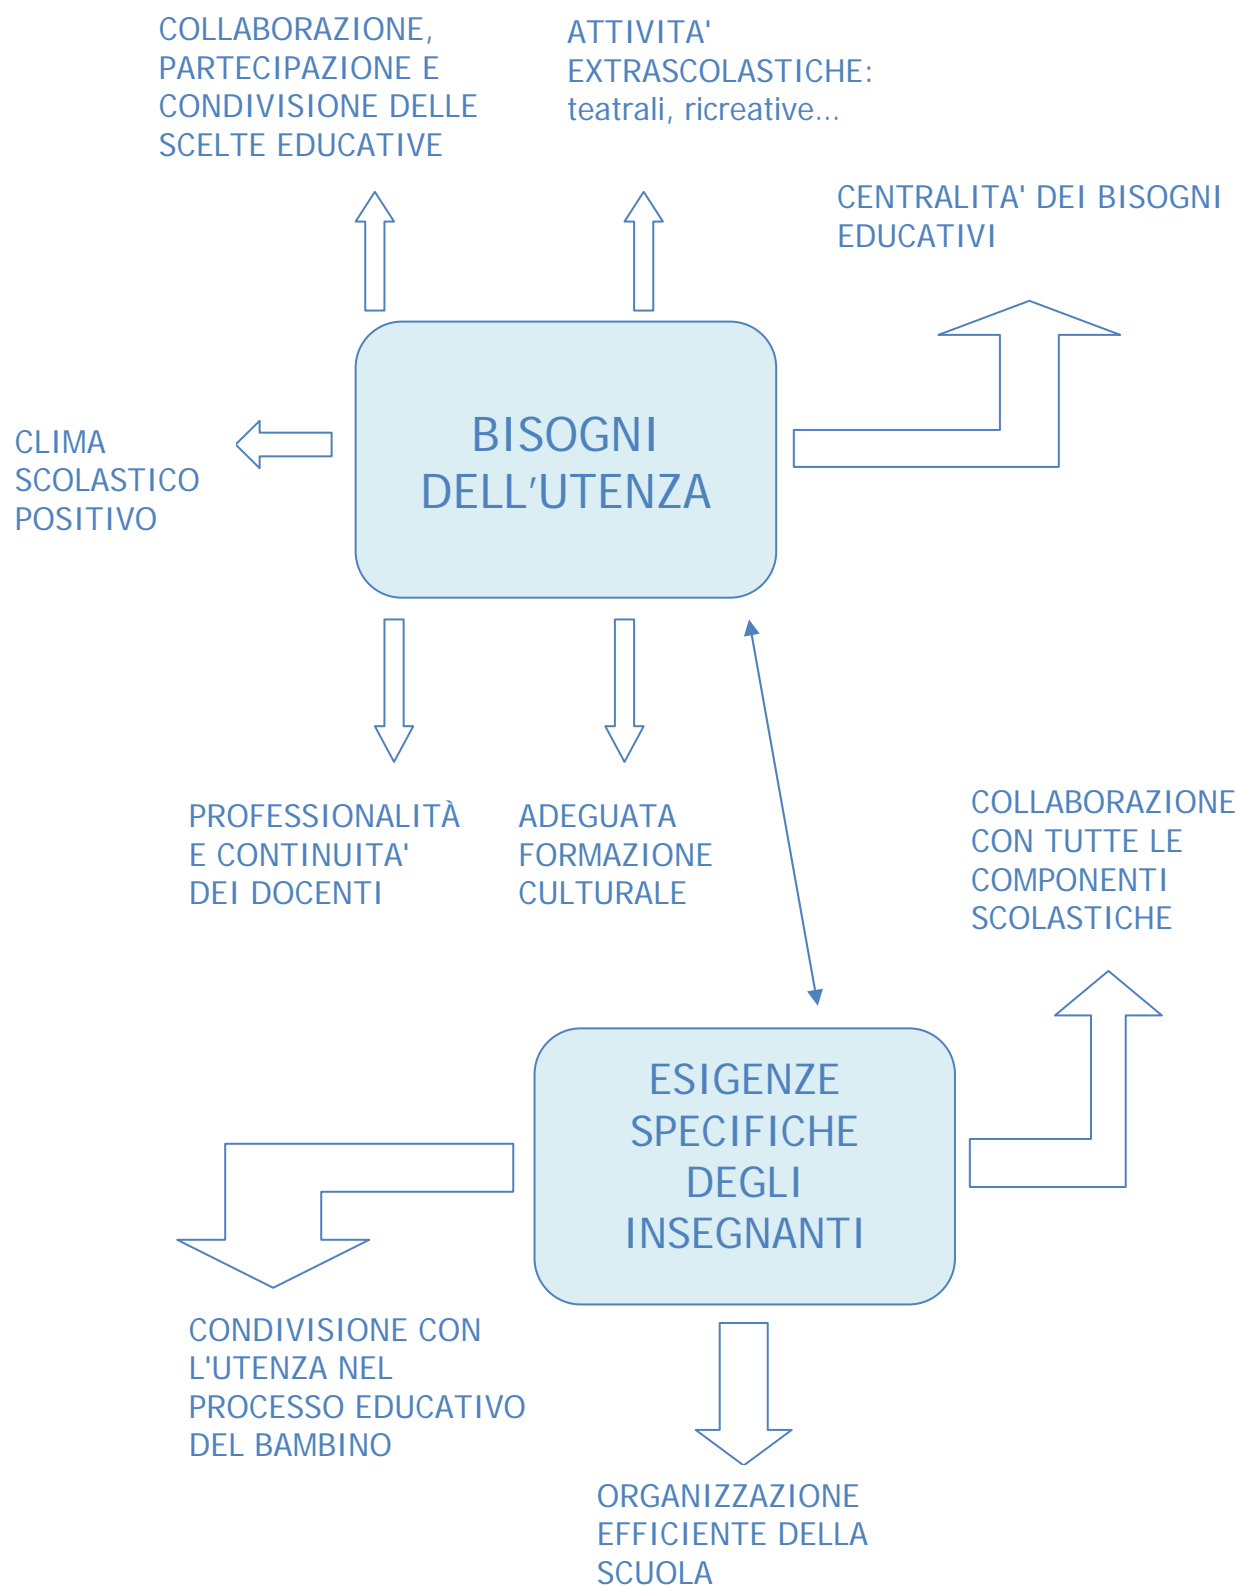 COLLABORAZIONE,
PARTECIPAZIONE E
CONDIVISIONE DELLE
SCELTE EDUCATIVE
ATTIVITA'
EXTRASCOLASTICHE:
teatrali, ricreative...
CENTRALITA' DEI BISOGNI
EDUCATIVI
BISOGNI
DELL’UTENZA
CLIMA
SCOLASTICO
POSITIVO
PROFESSIONALITÀ
E CONTINUITA'
DEI DOCENTI
ADEGUATA
FORMAZIONE
CULTURALE
COLLABORAZIONE
CON TUTTE LE
COMPONENTI
SCOLASTICHE
ESIGENZE
SPECIFICHE
DEGLI
INSEGNANTI
CONDIVISIONE CON
L'UTENZA NEL
PROCESSO EDUCATIVO
DEL BAMBINO
ORGANIZZAZIONE
EFFICIENTE DELLA
SCUOLA